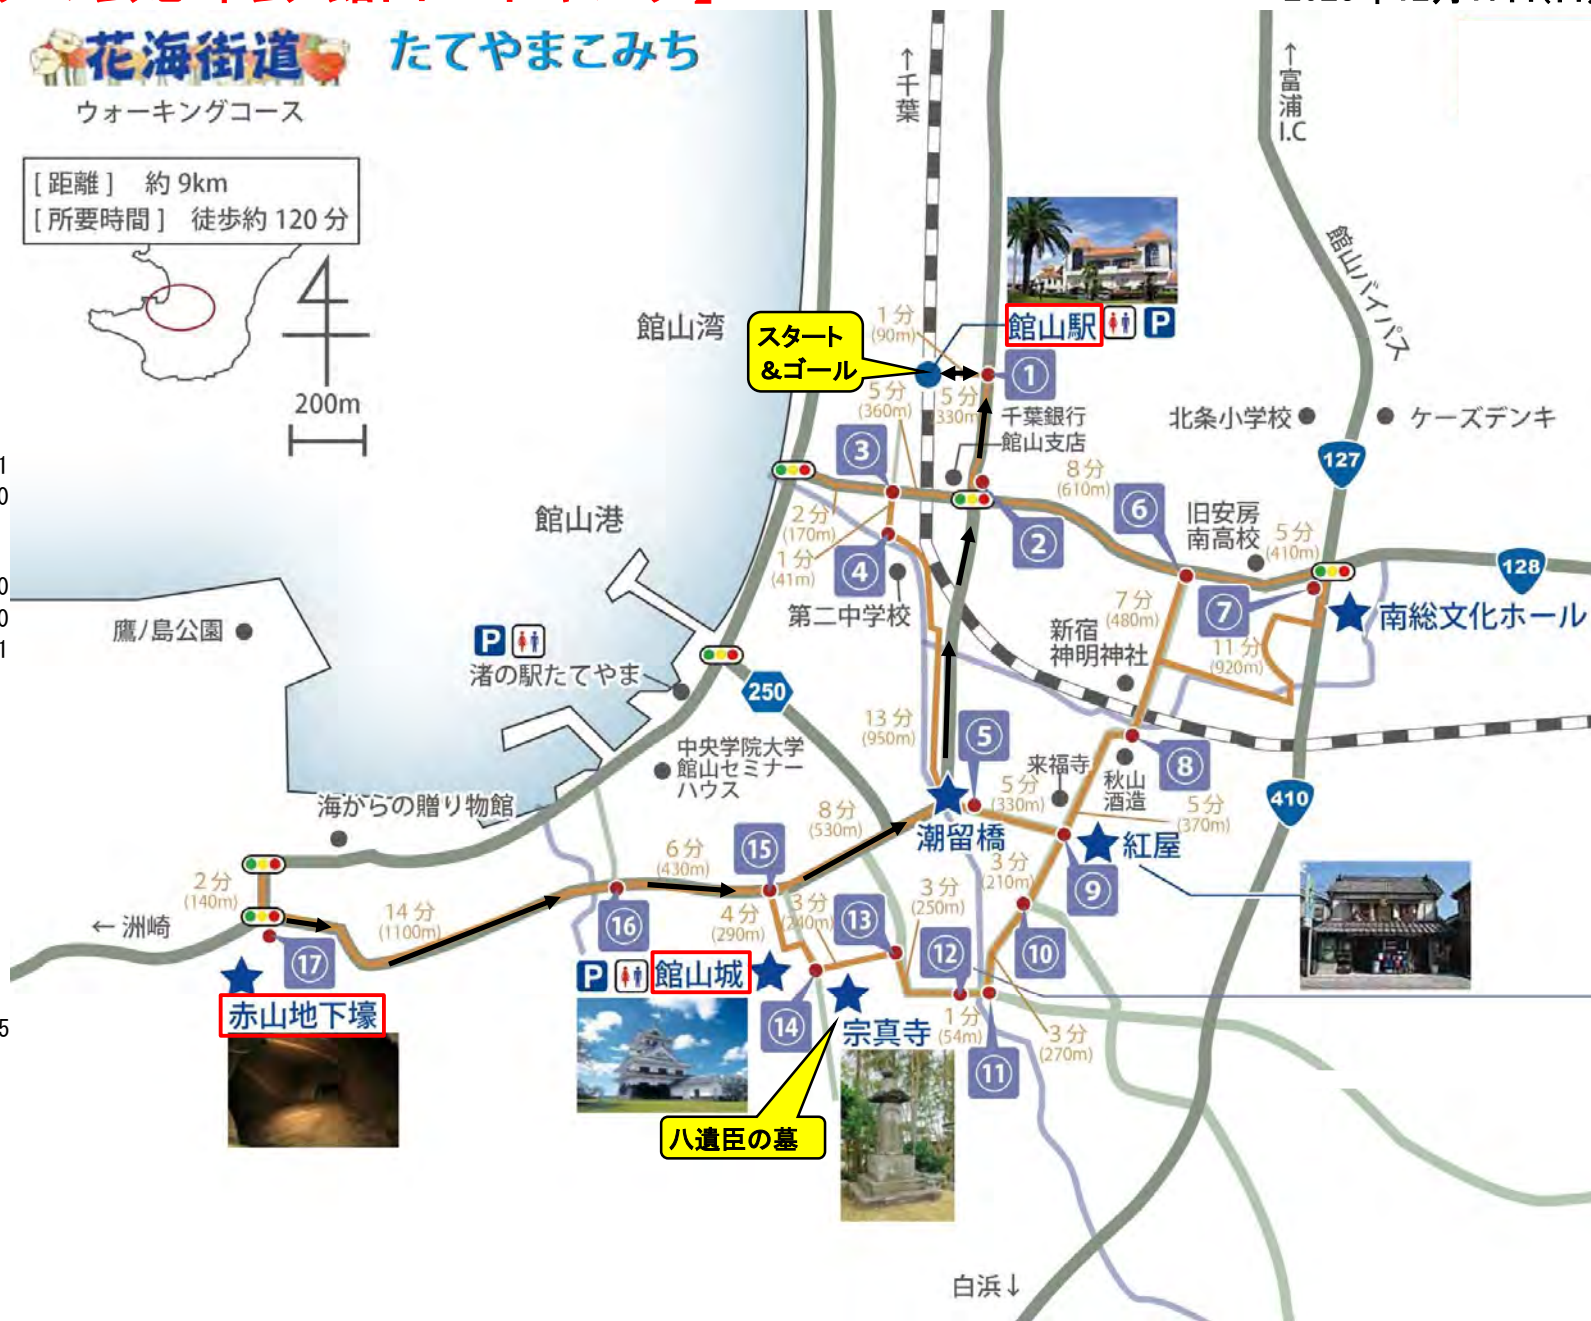 花海街道
たてやまこみち
ウォーキングコース
[ 距離 ] 約 9km
[ 所要時間 ] 徒歩約 120 分
200m
↑千葉
↑富浦I.C
館山バイパス
館山湾
スタート
&ゴール
1 分
(90m)
館山駅
P
①
5 分
(360m)
5 分
330m)
千葉銀行
館山支店
北条小学校
ケーズデンキ
127
③
8 分
(610m)
⑥
②
旧安房
南高校
5 分
(410m)
館山港
2 分
(170m)
1 分
(41m)
④
第二中学校
128
7 分
(480m)
⑦
南総文化ホール
鷹ノ島公園
P
渚の駅たてやま
新宿
神明神社
11 分
(920m)
250
13 分
(950m)
⑤
中央学院大学
館山セミナー
ハウス
来福寺
秋山
酒造
⑧
410
海からの贈り物館
8 分
(530m)
5 分
(330m)
5 分
(370m)
潮留橋
紅屋
6 分
(430m)
⑮
2 分
(140m)
3 分
(210m)
⑨
← 洲崎
14 分
(1100m)
⑯
4 分
(290m)
3 分
(240m)
⑬
3 分
(250m)
⑫
⑩
⑰
P
館山城
赤山地下壕
⑭
宗真寺
1 分
(54m)
3 分
(270m)
⑪
八遺臣の墓
白浜↓